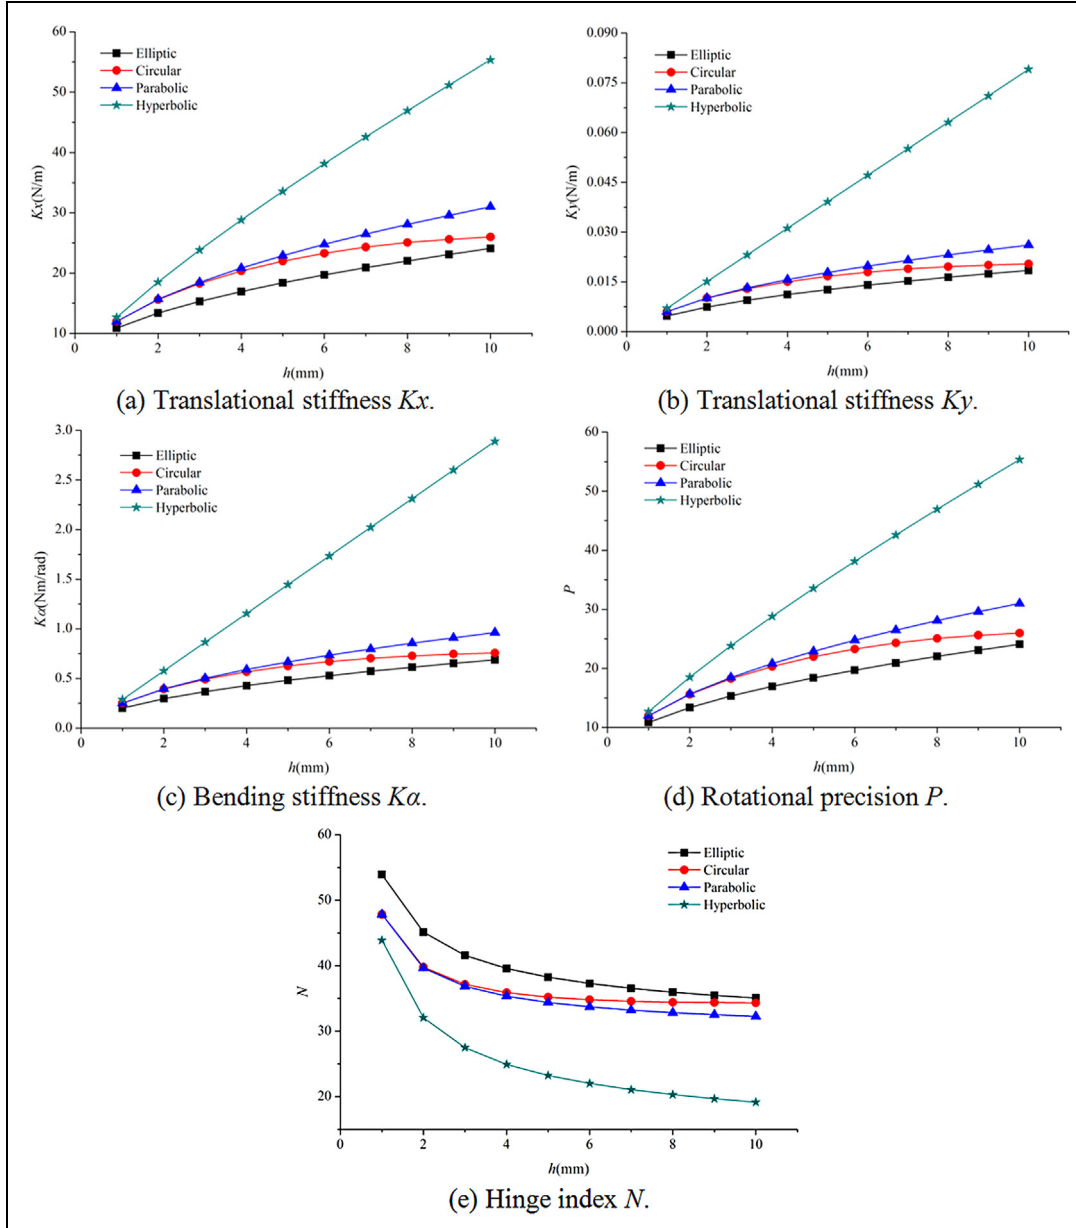 60
50
40
30
20
10
Kx(N/m)
Elliptic
Circular
Parabolic
Hyperbolic
0 2 4 6 8 10
h(mm)
(a) Translational stiffness Kx.
0.090
0.075
0.060
0.045
0.030
0.015
0.000
Ky(N/m)
Elliptic
Circular
Parabolic
Hyperbolic
0 2 4 6 8 10
h(mm)
(b) Translational stiffness Ky.
3.0
2.5
2.0
1.5
1.0
0.5
0.0
Kα(Nm/rad)
Elliptic
Circular
Parabolic
Hyperbolic
0 2 4 6 8 10
h(mm)
(c) Bending stiffness Kα.
60
50
40
30
20
10
P
Elliptic
Circular
Parabolic
Hyperbolic
0 2 4 6 8 10
h(mm)
(d) Rotational precision P.
60
50
40
30
20
N
Elliptic
Circular
Parabolic
Hyperbolic
0 2 4 6 8 10
h(mm)
(e) Hinge index N.